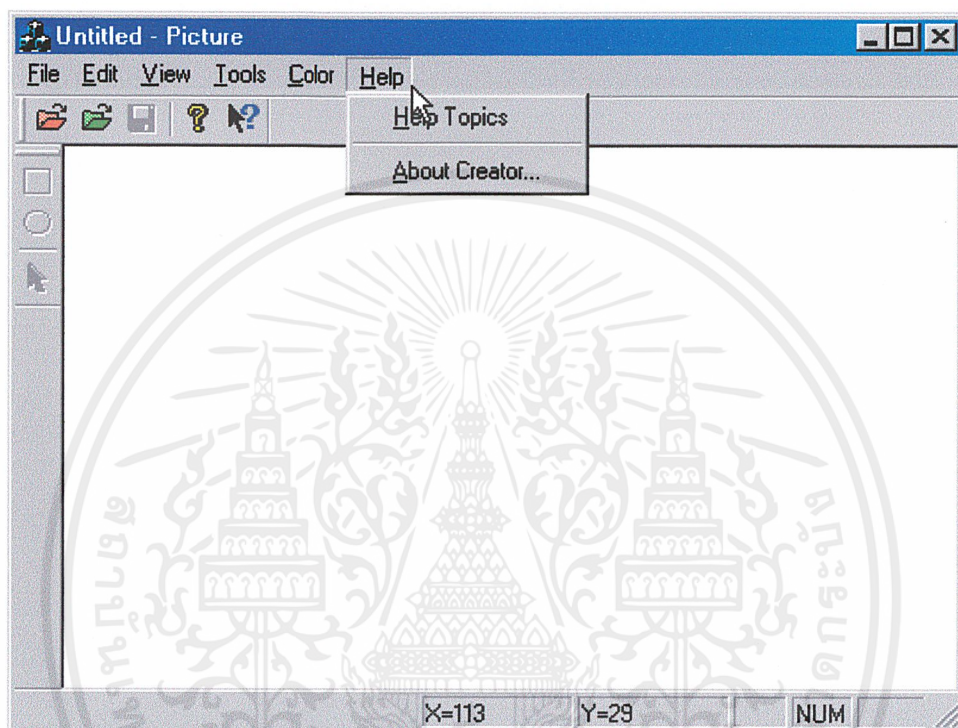 Untitled - Picture
File Edit View Tools Color Help
Help Topics
About Creator...
X=113 Y=29 NUM